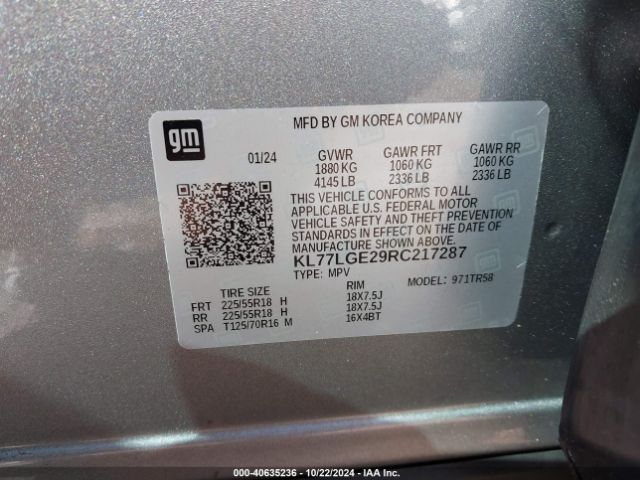 gm
MFD BY GM KOREA COMPANY
01/24 GVWR GAWR FRT GAWR RR
1880 KG 1060 KG 1060 KG
4145 LB 2336 LB 2336 LB
THIS VEHICLE CONFORMS TO ALL
APPLICABLE U.S. FEDERAL MOTOR
VEHICLE SAFETY AND THEFT PREVENTION
STANDARDS IN EFFECT ON THE DATE OF
MANUFACTURE SHOWN ABOVE.
KL77LGE29RC217287
TYPE: MPV MODEL: 971TR58
TIRE SIZE RIM
FRT 225/55R18 H 18X7.5J
RR 225/55R18 H 18X7.5J
SPA T125/70R16 M 16X4BT
000-40635236 - 10/22/2024 - IAA Inc.